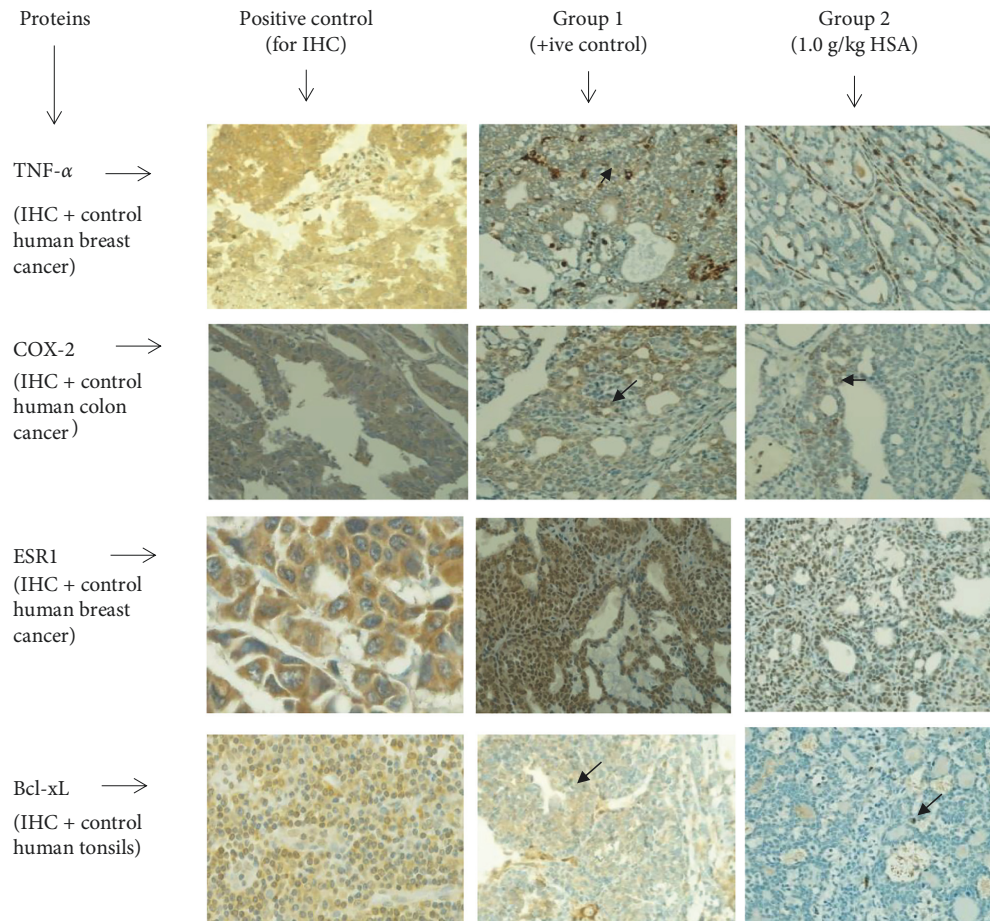 Proteins
Positive control
(for IHC)
Group 1
(+ive control)
Group 2
(1.0 g/kg HSA)
TNF-α
(IHC + control
human breast
cancer)
COX-2
(IHC + control
human colon
cancer)
ESR1
(IHC + control
human breast
cancer)
Bcl-xL
(IHC + control
human tonsils)